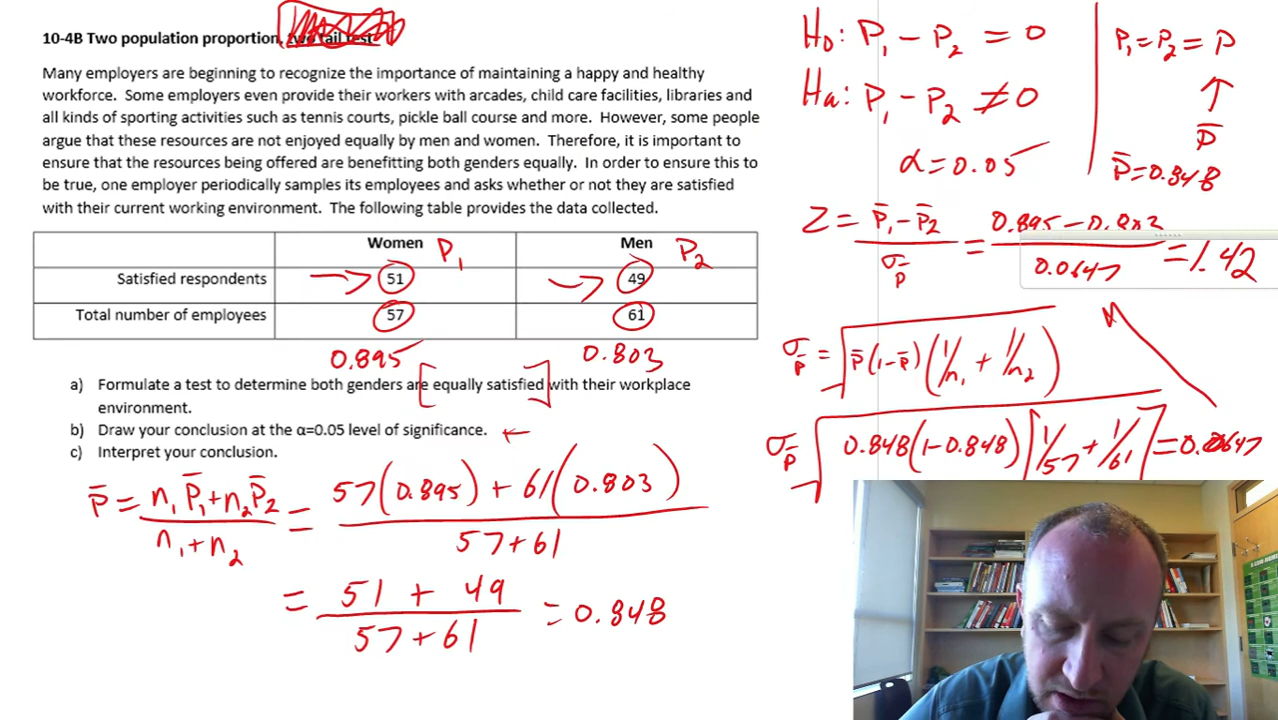 10-4B Two population proportion, two tail test
Many employers are beginning to recognize the importance of maintaining a happy and healthy
workforce. Some employers even provide their workers with arcades, child care facilities, libraries and
all kinds of sporting activities such as tennis courts, pickle ball course and more. However, some people
argue that these resources are not enjoyed equally by men and women. Therefore, it is important to
ensure that the resources being offered are benefitting both genders equally. In order to ensure this to
be true, one employer periodically samples its employees and asks whether or not they are satisfied
with their current working environment. The following table provides the data collected.
Women P₁ Men P₂
Satisfied respondents 51 49
Total number of employees 57 61
0.895 0.803
a) Formulate a test to determine both genders are [equally satisfied] with their workplace
environment.
b) Draw your conclusion at the α=0.05 level of significance. ←
c) Interpret your conclusion.
p̄ = (n₁p̄₁ + n₂p̄₂)/(n₁ + n₂) = (57(0.895) + 61(0.803))/(57+61)
= (51 + 49)/(57+61) = 0.848
H₀: P₁ − P₂ = 0
Hₐ: P₁ − P₂ ≠ 0
α = 0.05
P₁ = P₂ = P
↑
p̄
p̄ = 0.848
Z = (p̄₁ − p̄₂)/σp̄ = (0.895 − 0.803)/0.0647 = 1.42
σp̄ = √(p̄(1−p̄)(1/n₁ + 1/n₂))
σp̄ √(0.848(1−0.848)[1/57 + 1/61]) = 0.0647